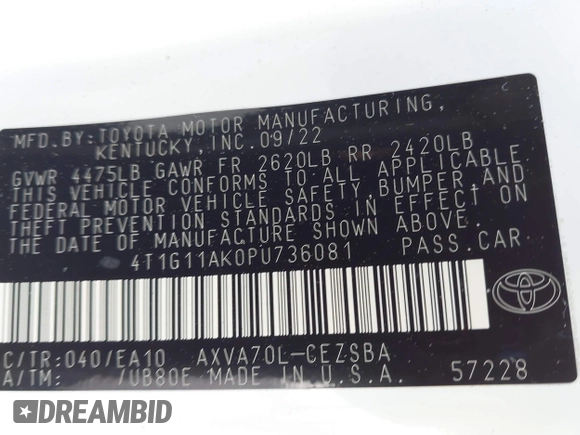 MFD.BY:TOYOTA MOTOR MANUFACTURING,
KENTUCKY,INC.09/22
GVWR 4475LB GAWR FR 2620LB RR 2420LB
THIS VEHICLE CONFORMS TO ALL APPLICABLE
FEDERAL MOTOR VEHICLE SAFETY,BUMPER,AND
THEFT PREVENTION STANDARDS IN EFFECT ON
THE DATE OF MANUFACTURE SHOWN ABOVE.
4T1G11AK0PU736081 PASS.CAR
C/TR:040/EA10 AXVA70L-CEZSBA
A/TM: /UB80E MADE IN U.S.A. 57228
DREAMBID